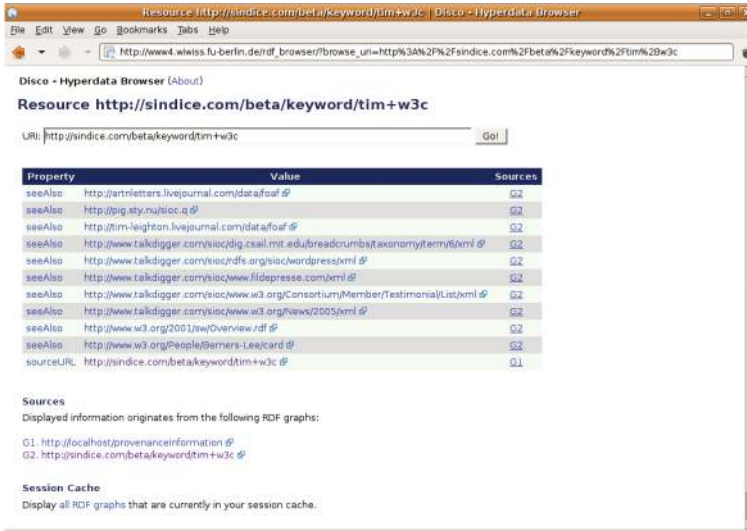 Resource http://sindice.com/beta/keyword/tim+w3c | Disco - Hyperdata Browser
File Edit View Go Bookmarks Tabs Help
http://www4.wiwiss.fu-berlin.de/rdf_browser/?browse_uri=http%3A%2F%2Fsindice.com%2Fbeta%2Fkeyword%2Ftim%2Bw3c
Disco - Hyperdata Browser (About)
Resource http://sindice.com/beta/keyword/tim+w3c
URI: http://sindice.com/beta/keyword/tim+w3c Go!
Property Value Sources
seeAlso http://artnletters.livejournal.com/data/foaf G2
seeAlso http://pig.sty.nu/sioc.q G2
seeAlso http://tim-leighton.livejournal.com/data/foaf G2
seeAlso http://www.talkdigger.com/sioc/dig.csail.mit.edu/breadcrumbs/taxonomy/term/6/xml G2
seeAlso http://www.talkdigger.com/sioc/rdfs.org/sioc/wordpress/xml G2
seeAlso http://www.talkdigger.com/sioc/www.fildepresse.com/xml G2
seeAlso http://www.talkdigger.com/sioc/www.w3.org/Consortium/Member/Testimonial/List/xml G2
seeAlso http://www.talkdigger.com/sioc/www.w3.org/News/2005/xml G2
seeAlso http://www.w3.org/2001/sw/Overview.rdf G2
seeAlso http://www.w3.org/People/Berners-Lee/card G2
sourceURL http://sindice.com/beta/keyword/tim+w3c G1
Sources
Displayed information originates from the following RDF graphs:
G1. http://localhost/provenanceInformation
G2. http://sindice.com/beta/keyword/tim+w3c
Session Cache
Display all RDF graphs that are currently in your session cache.